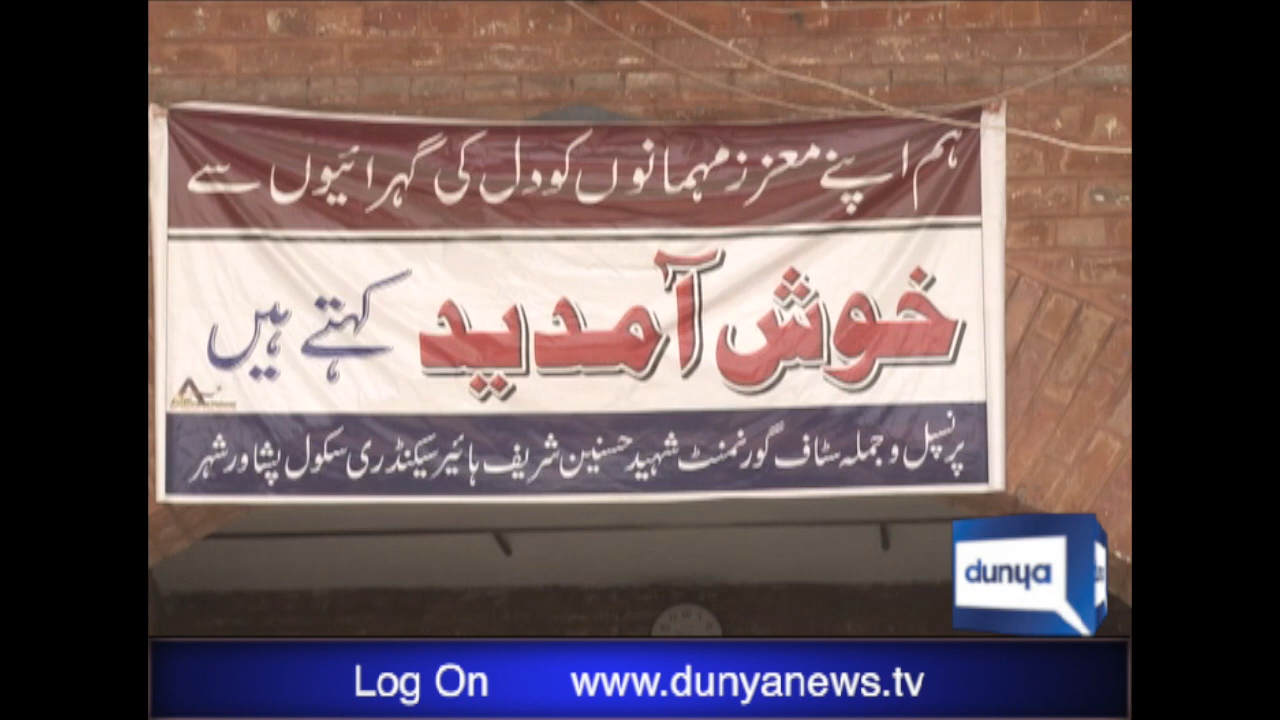 ہم اپنے معزز مہمانوں کو دل کی گہرائیوں سے
خوش آمدید کہتے ہیں
پرنسپل و جملہ سٹاف گورنمنٹ شہید حسنین شریف ہائیر سیکنڈری سکول پشاور شہر
dunya
Log On www.dunyanews.tv